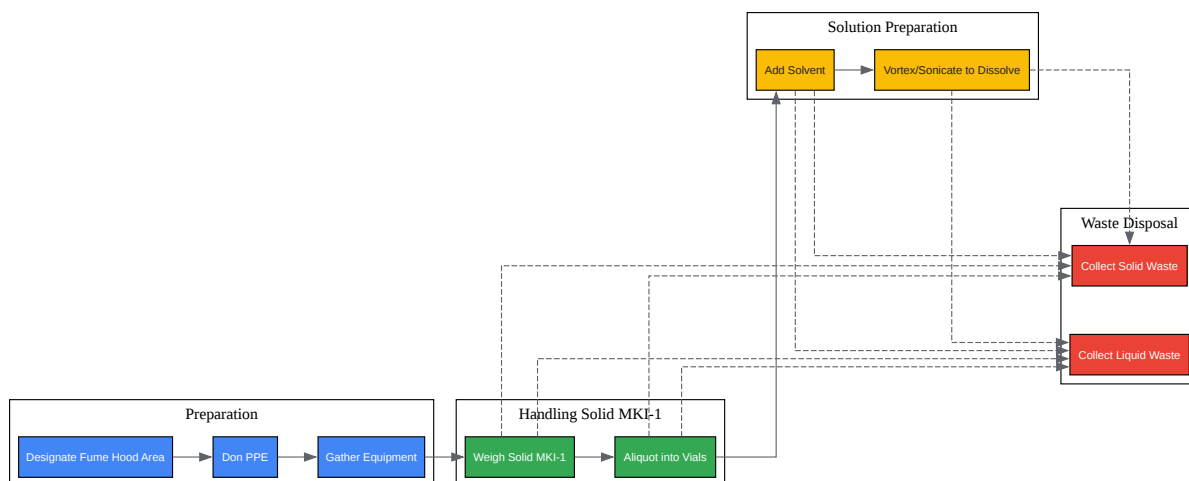 Solution Preparation
Add Solvent
Vortex/Sonicate to Dissolve
Waste Disposal
Collect Solid Waste
Collect Liquid Waste
Preparation
Designate Fume Hood Area
Don PPE
Gather Equipment
Handling Solid MKI-1
Weigh Solid MKI-1
Aliquot into Vials